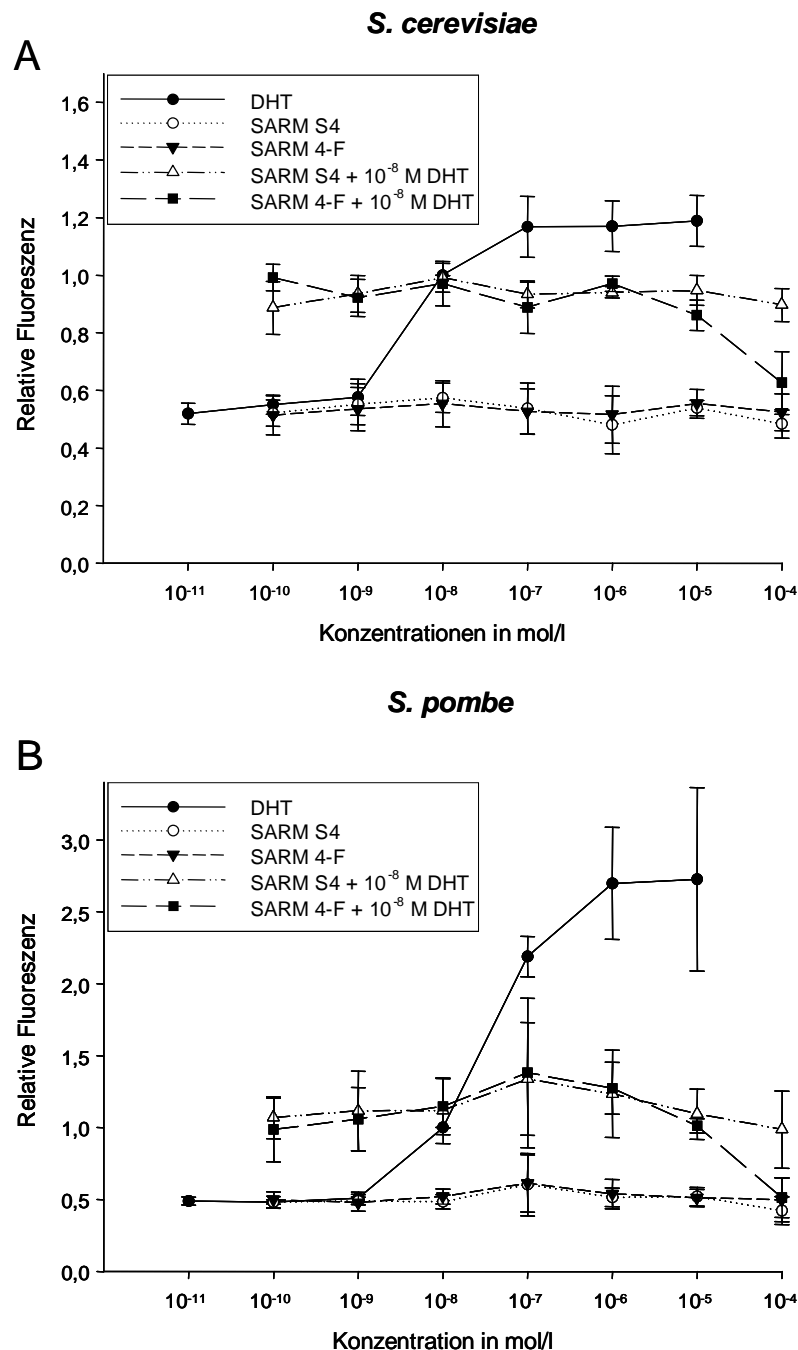 S. cerevisiae
A
DHT
SARM S4
SARM 4-F
SARM S4 + 10⁻⁸ M DHT
SARM 4-F + 10⁻⁸ M DHT
1,6
1,4
1,2
1,0
0,8
0,6
0,4
0,2
0,0
Relative Fluoreszenz
10⁻¹¹ 10⁻¹⁰ 10⁻⁹ 10⁻⁸ 10⁻⁷ 10⁻⁶ 10⁻⁵ 10⁻⁴
Konzentrationen in mol/l
S. pombe
B
DHT
SARM S4
SARM 4-F
SARM S4 + 10⁻⁸ M DHT
SARM 4-F + 10⁻⁸ M DHT
3,0
2,5
2,0
1,5
1,0
0,5
0,0
Relative Fluoreszenz
10⁻¹¹ 10⁻¹⁰ 10⁻⁹ 10⁻⁸ 10⁻⁷ 10⁻⁶ 10⁻⁵ 10⁻⁴
Konzentration in mol/l